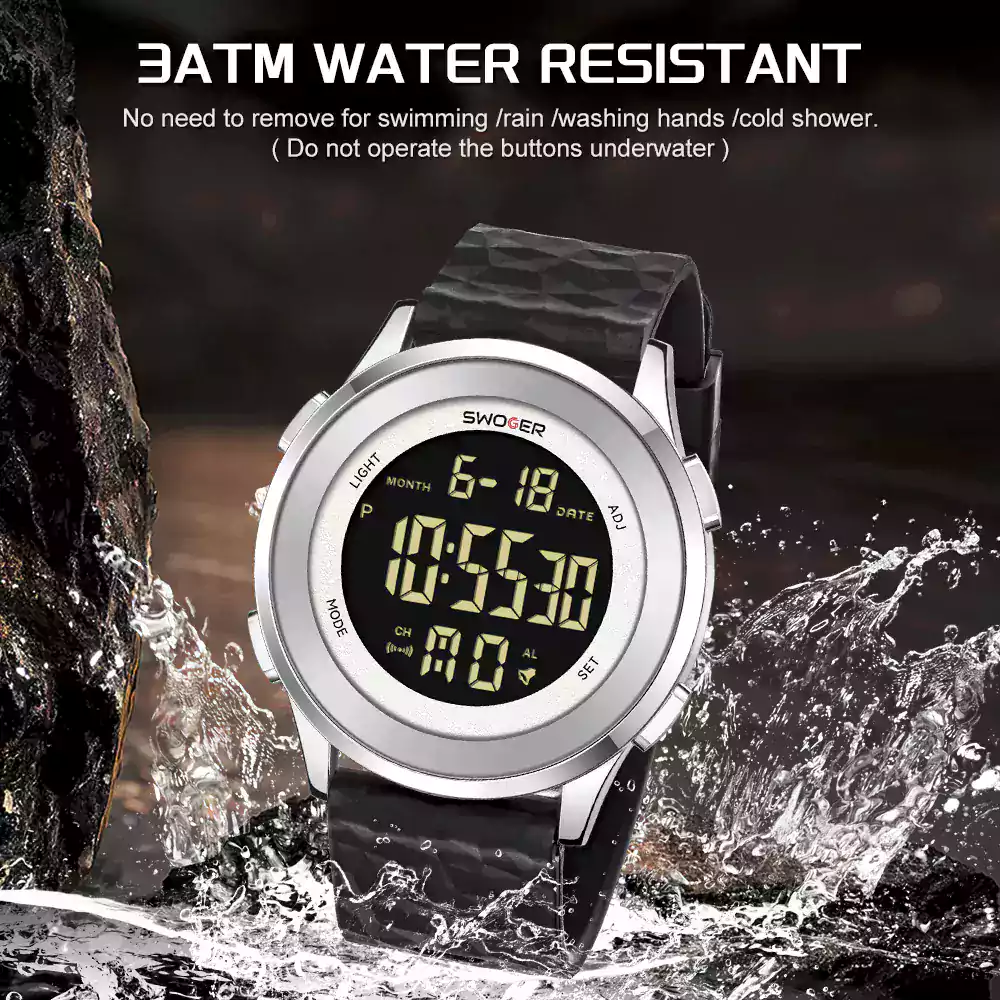 3ATM WATER RESISTANT
No need to remove for swimming /rain /washing hands /cold shower.
( Do not operate the buttons underwater )
SWOGER
LIGHT
MONTH 6-18 DATE
ADJ
P 10:55 30
MODE
CH MO AL
SET